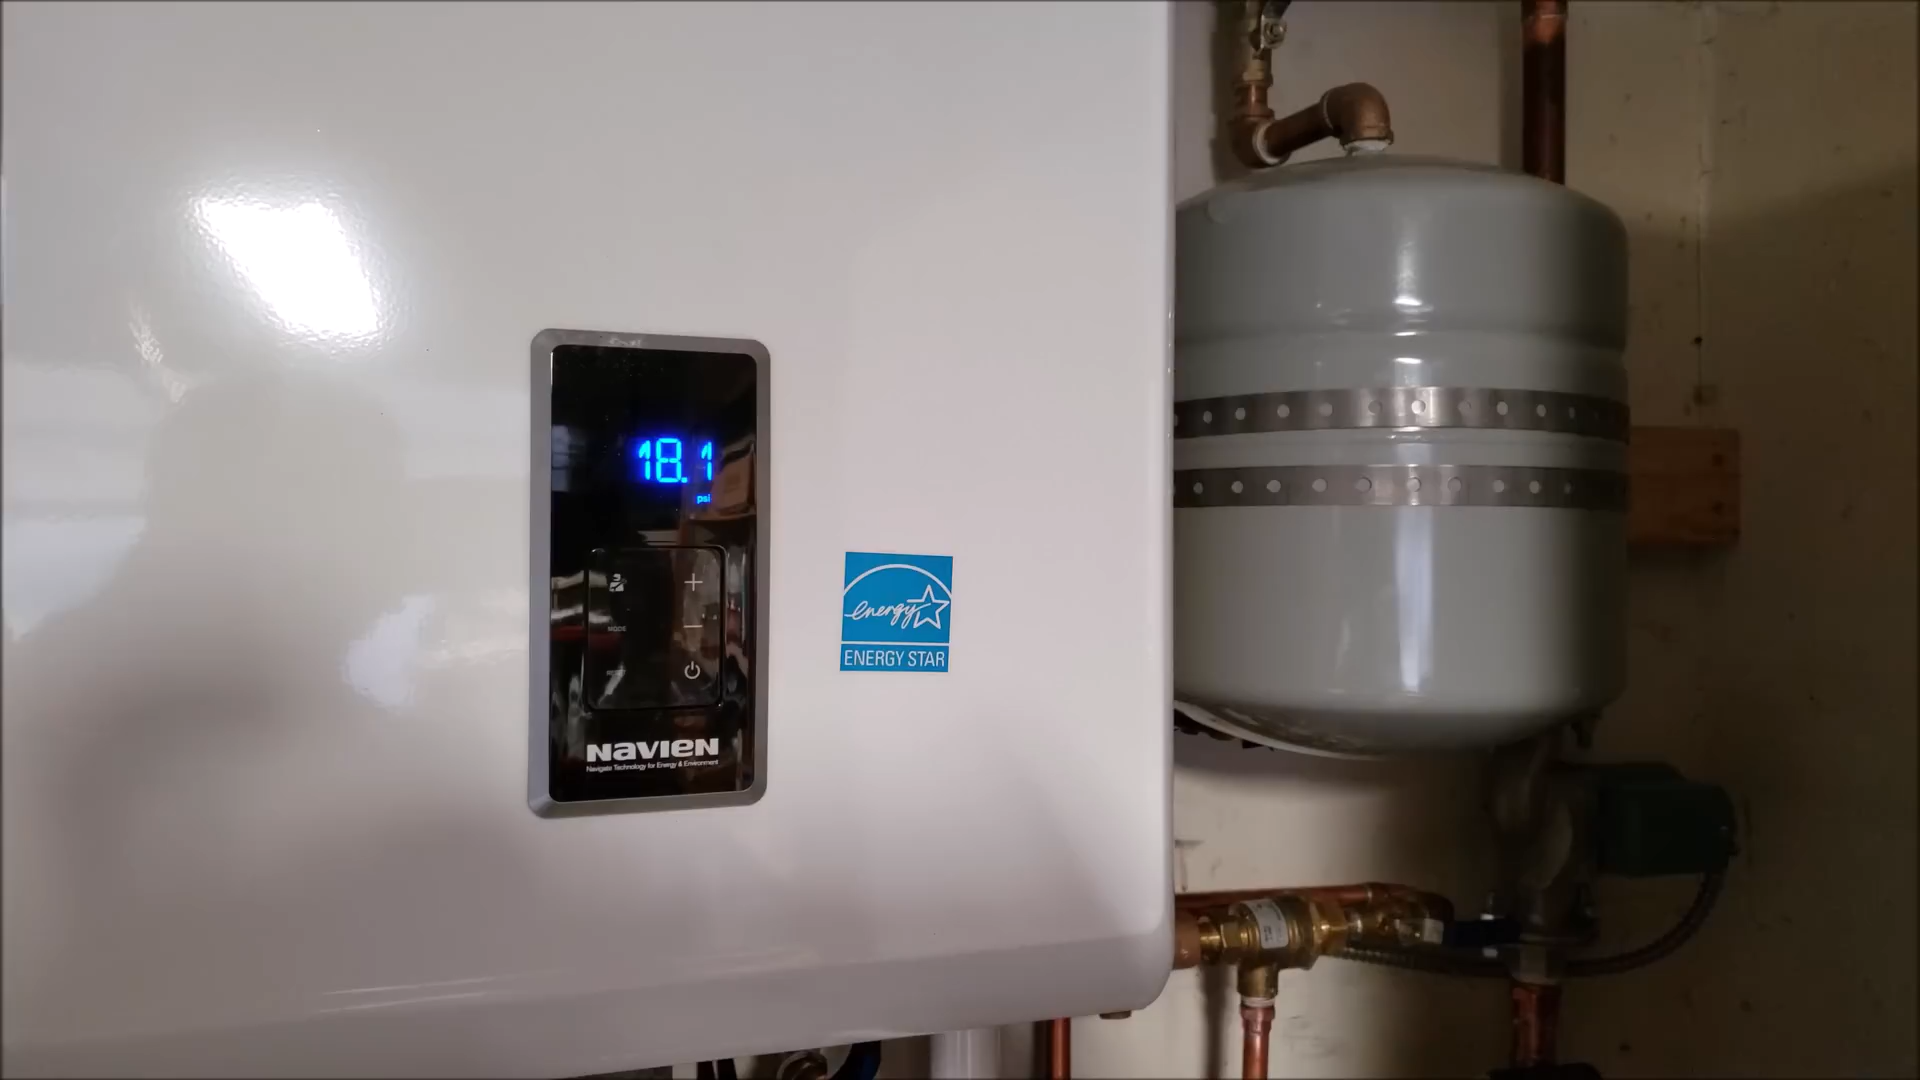 18.1
psi
MODE
NAVIEN
Navigate Technology for Energy & Environment
energy
ENERGY STAR